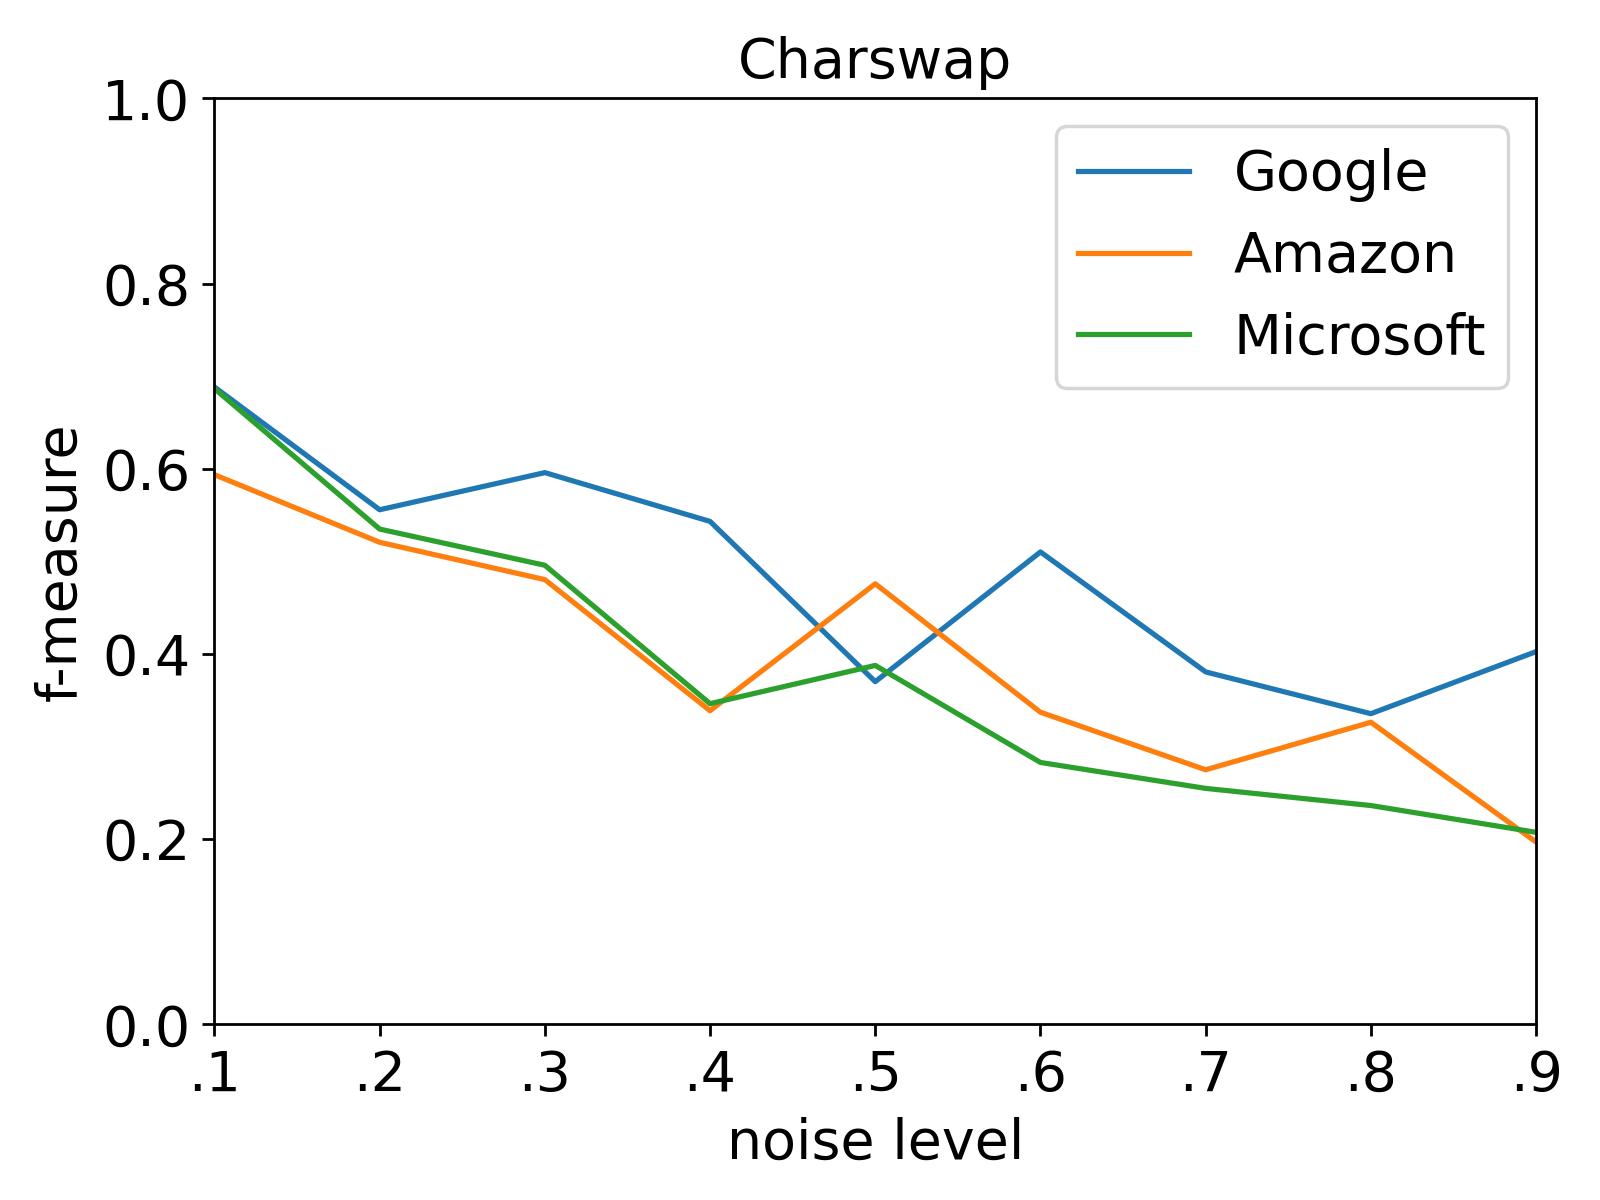 Charswap
1.0
0.8
0.6
0.4
0.2
0.0
f-measure
Google
Amazon
Microsoft
.1 .2 .3 .4 .5 .6 .7 .8 .9
noise level